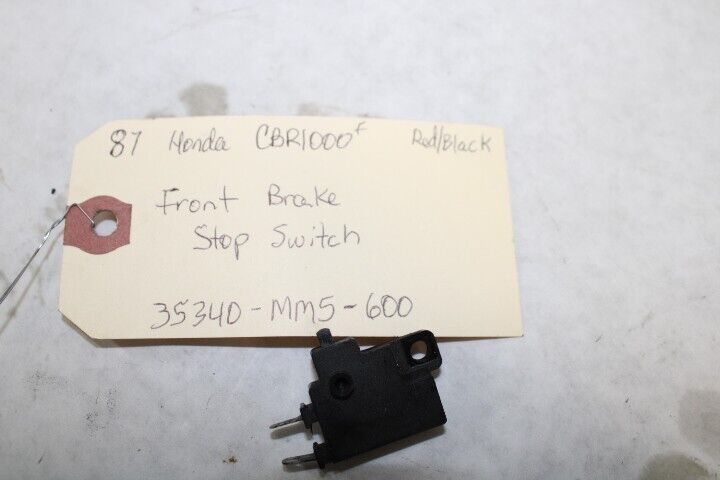 87 Honda CBR1000F Red/Black
Front Brake
Stop Switch
35340-MM5-600